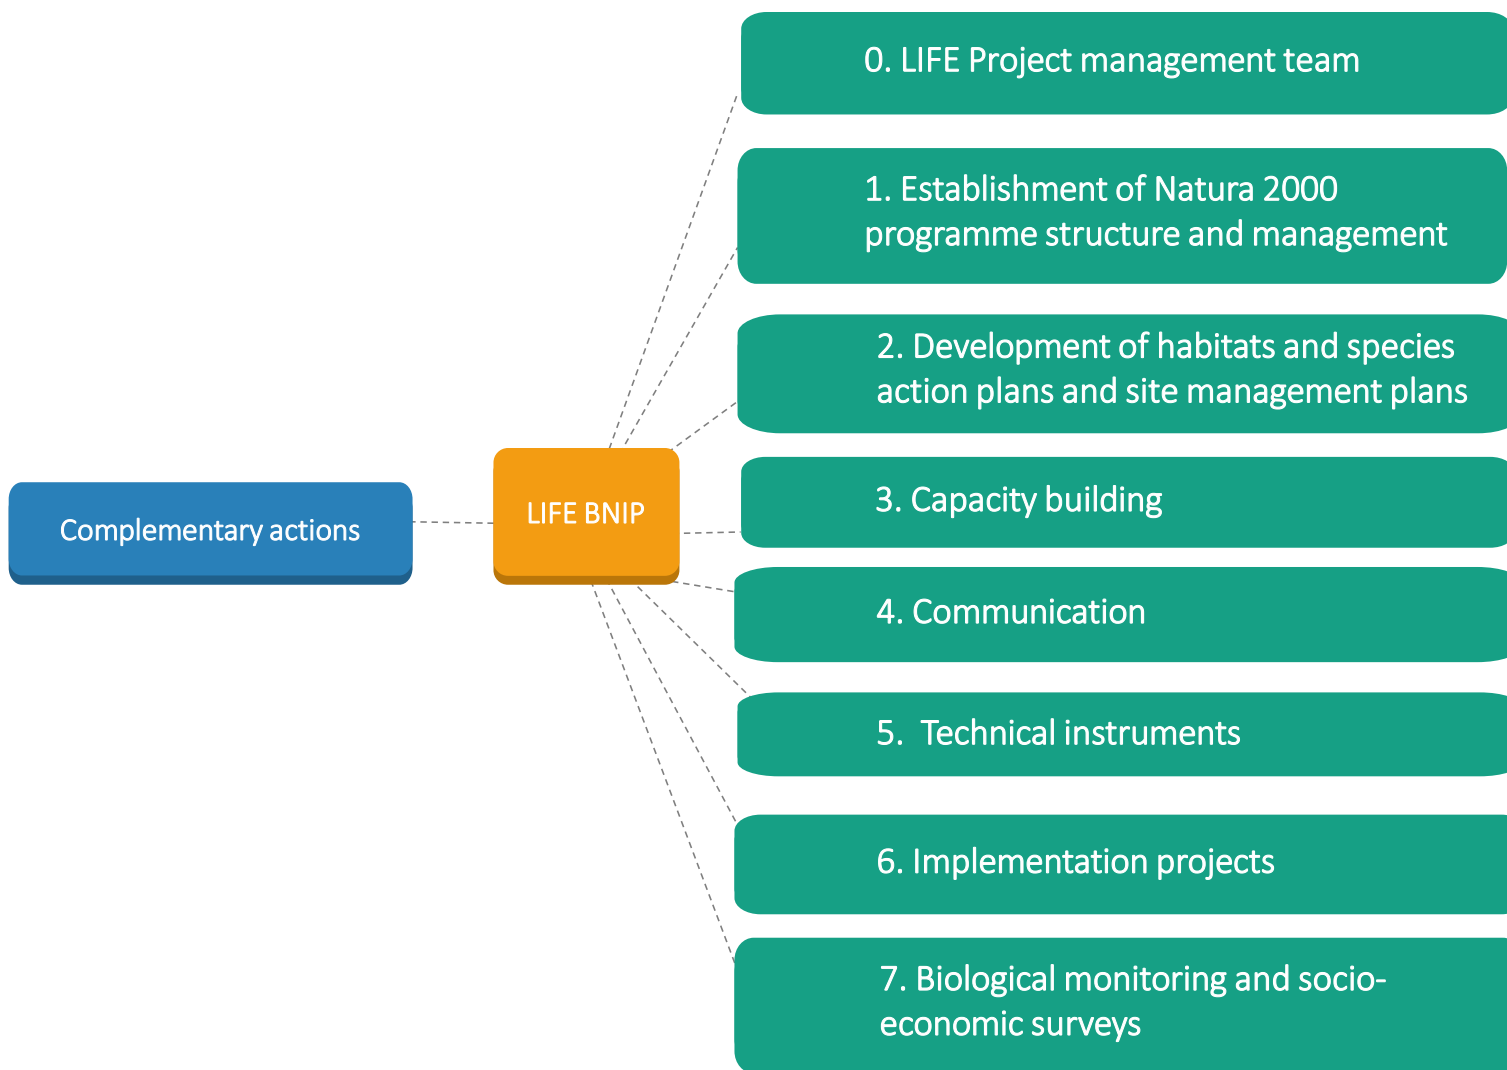 0. LIFE Project management team
1. Establishment of Natura 2000
programme structure and management
2. Development of habitats and species
action plans and site management plans
3. Capacity building
LIFE BNIP
Complementary actions
4. Communication
5. Technical instruments
6. Implementation projects
7. Biological monitoring and socio-
economic surveys